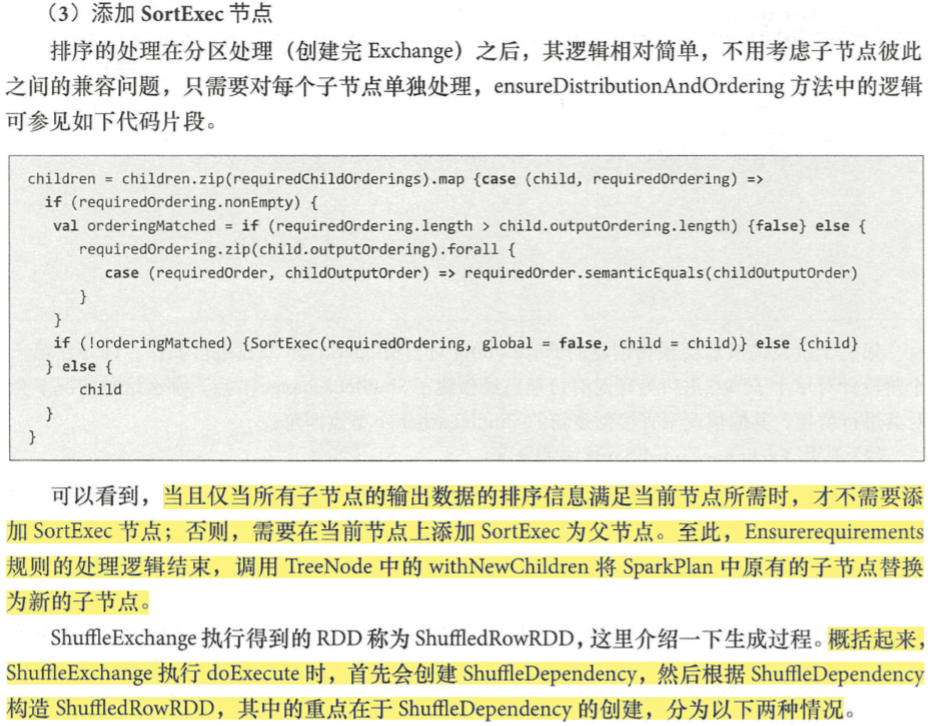 （3）添加 SortExec 节点
排序的处理在分区处理（创建完 Exchange）之后，其逻辑相对简单，不用考虑子节点彼此
之间的兼容问题，只需要对每个子节点单独处理，ensureDistributionAndOrdering 方法中的逻辑
可参见如下代码片段。
children = children.zip(requiredChildOrderings).map {case (child, requiredOrdering) =>
if (requiredOrdering.nonEmpty) {
val orderingMatched = if (requiredOrdering.length > child.outputOrdering.length) {false} else {
requiredOrdering.zip(child.outputOrdering).forall {
case (requiredOrder, childOutputOrder) => requiredOrder.semanticEquals(childOutputOrder)
}
}
if (!orderingMatched) {SortExec(requiredOrdering, global = false, child = child)} else {child}
} else {
child
}
}
可以看到，当且仅当所有子节点的输出数据的排序信息满足当前节点所需时，才不需要添
加 SortExec 节点；否则，需要在当前节点上添加 SortExec 为父节点。至此，Ensurerequirements
规则的处理逻辑结束，调用 TreeNode 中的 withNewChildren 将 SparkPlan 中原有的子节点替换
为新的子节点。
ShuffleExchange 执行得到的 RDD 称为 ShuffledRowRDD，这里介绍一下生成过程。概括起来，
ShuffleExchange 执行 doExecute 时，首先会创建 ShuffleDependency，然后根据 ShuffleDependency
构造 ShuffledRowRDD，其中的重点在于 ShuffleDependency 的创建，分为以下两种情况。